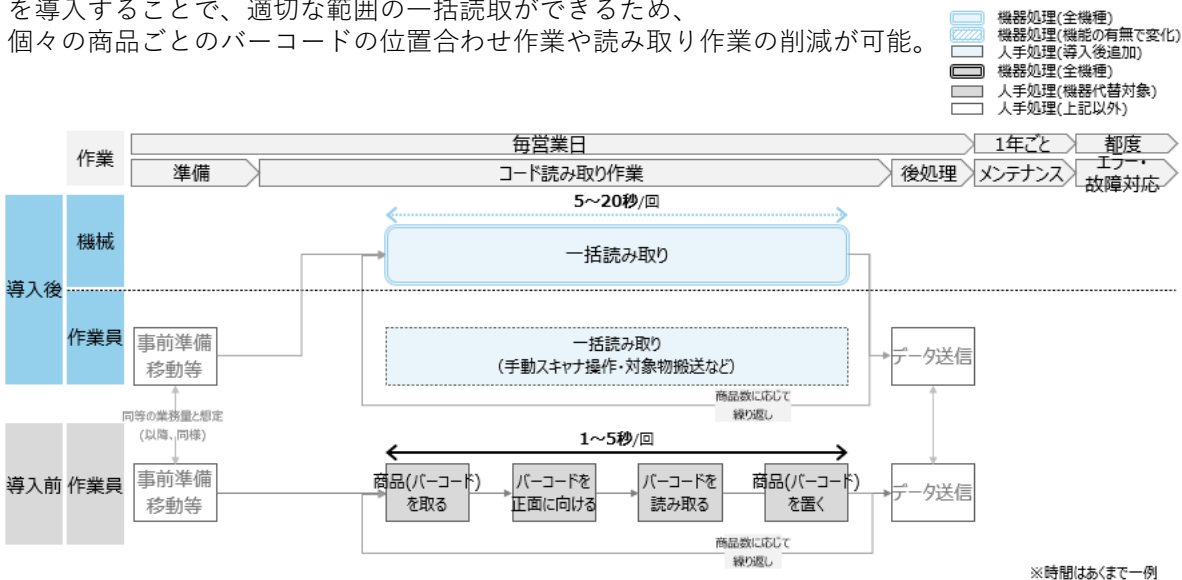 を導入することで、適切な範囲の一括読取ができるため、
個々の商品ごとのバーコードの位置合わせ作業や読み取り作業の削減が可能。
機器処理(全機種)
機器処理(機能の有無で変化)
人手処理(導入後追加)
機器処理(全機種)
人手処理(機器代替対象)
人手処理(上記以外)
作業
毎営業日
1年ごと
都度
準備
コード読み取り作業
後処理
メンテナンス
エラー・
故障対応
導入後
機械
5～20秒/回
一括読み取り
作業員
事前準備
移動等
一括読み取り
(手動スキャナ操作・対象物搬送など)
データ送信
商品数に応じて
繰り返し
同等の業務量と想定
(以降、同様)
導入前
作業員
1～5秒/回
事前準備
移動等
商品(バーコード)
を取る
バーコードを
正面に向ける
バーコードを
読み取る
商品(バーコード)
を置く
データ送信
商品数に応じて
繰り返し
※時間はあくまで一例